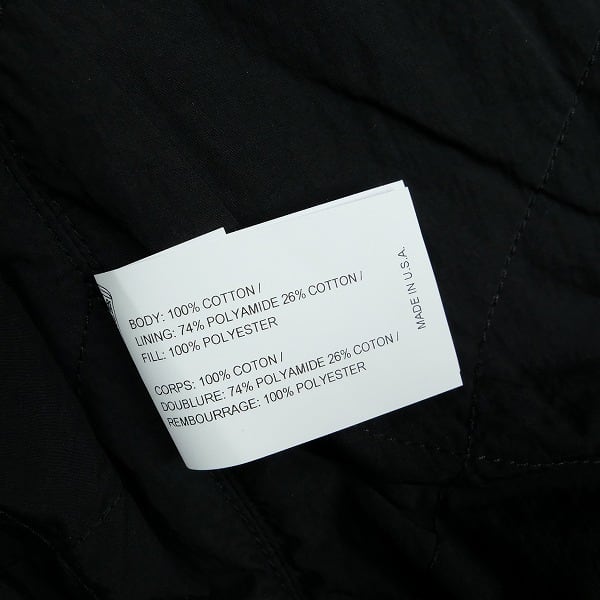 BODY: 100% COTTON /
LINING: 74% POLYAMIDE 26% COTTON /
FILL: 100% POLYESTER
CORPS: 100% COTON /
DOUBLURE: 74% POLYAMIDE 26% COTON /
REMBOURRAGE: 100% POLYESTER
MADE IN U.S.A.